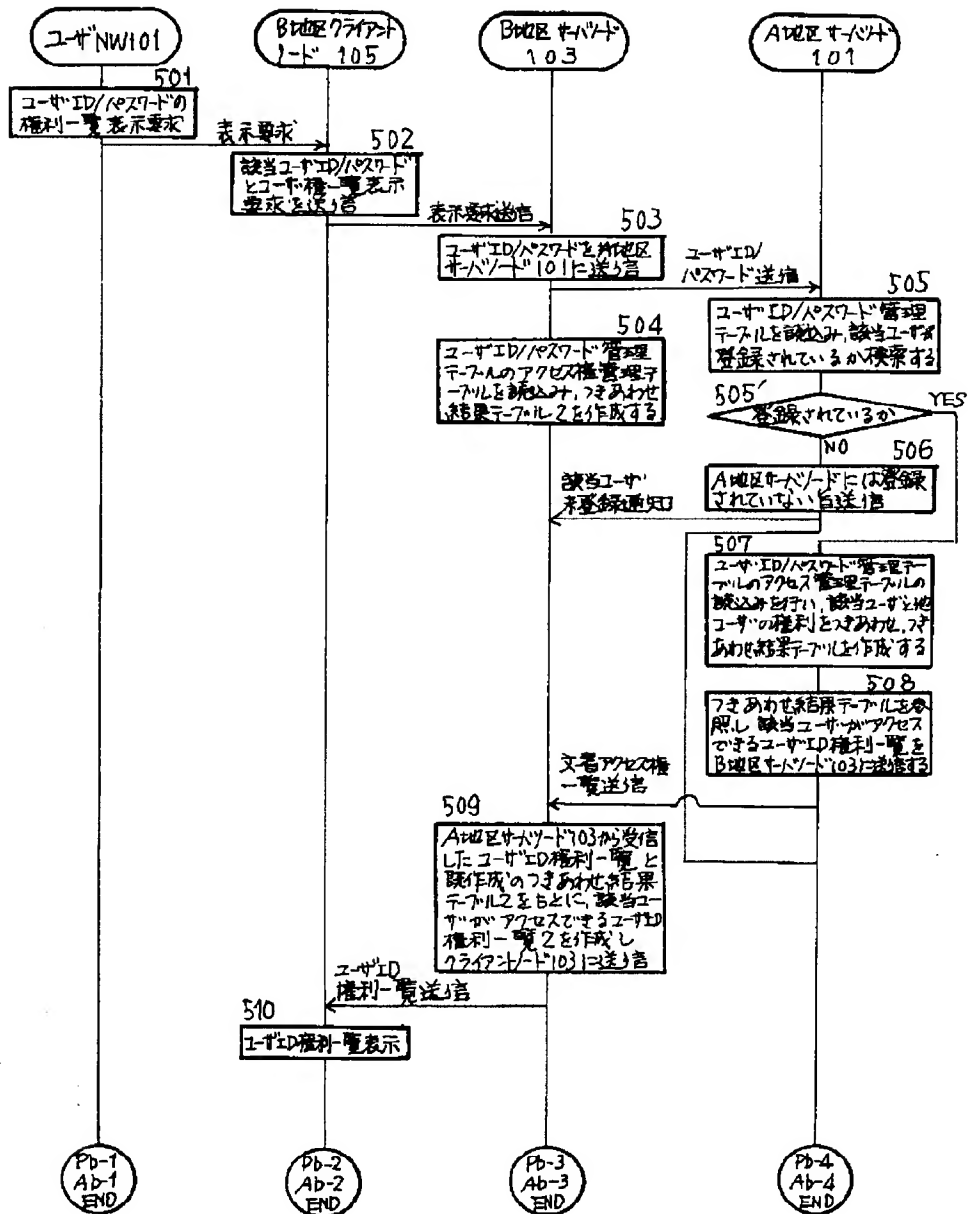 ユーザNW101
B地区クライアント
ノード 105
B地区サーバノード
103
A地区サーバノード
101
501
ユーザID/パスワードの
権利一覧表示要求
表示要求
502
該当ユーザID/パスワード
とユーザ権一覧表示
要求を送信
表示要求送信
503
ユーザID/パスワードをA地区
サーバノード101に送信
ユーザID/
パスワード送信
505
ユーザID/パスワード管理
テーブルを読込み,該当ユーザが
登録されているか検索する
504
ユーザID/パスワード管理
テーブルのアクセス権管理テ
ーブルを読込み,つきあわせ
結果テーブル2を作成する
505'
登録されているか
YES
NO
506
A地区サーバノードには登録
されていない旨送信
該当ユーザ
未登録通知
507
ユーザID/パスワード管理テー
ブルのアクセス管理テーブルの
読込みを行い,該当ユーザと他
ユーザの権利をつきあわせ,つき
あわせ結果テーブルを作成する
508
つきあわせ結果テーブルを参
照し 該当ユーザがアクセス
できるユーザID権利一覧を
B地区サーバノード103に送信する
文書アクセス権
一覧送信
509
A地区サーバノード103から受信
したユーザID権利一覧と
既作成のつきあわせ結果
テーブル2をもとに,該当ユー
ザがアクセスできるユーザID
権利一覧2を作成し
クライアントノード103に送信
ユーザID
権利一覧送信
510
ユーザID権利一覧表示
Pb-1
Ab-1
END
Pb-2
Ab-2
END
Pb-3
Ab-3
END
Pb-4
Ab-4
END